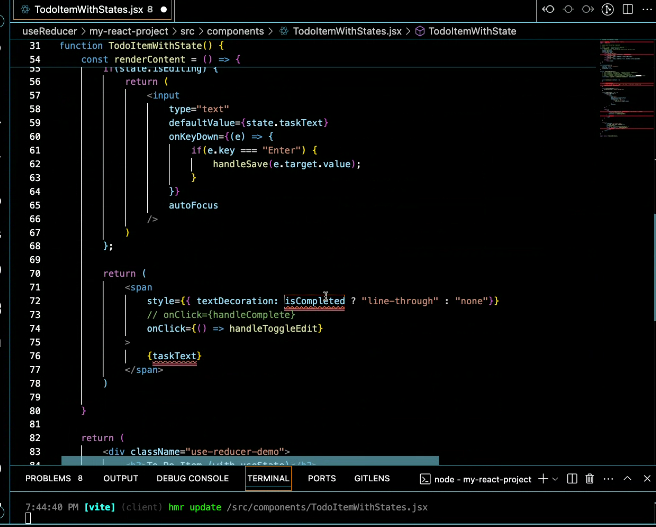 TodoItemWithStates.jsx 8
useReducer > my-react-project > src > components > TodoItemWithStates.jsx > TodoItemWithState
31 function TodoItemWithState() {
54 const renderContent = () => {
55 if(state.isEditing) {
56 return (
57 <input
58 type="text"
59 defaultValue={state.taskText}
60 onKeyDown={(e) => {
61 if(e.key === "Enter") {
62 handleSave(e.target.value);
63 }
64 }}
65 autoFocus
66 />
67 )
68 };
69
70 return (
71 <span
72 style={{ textDecoration: isCompleted ? "line-through" : "none"}}
73 // onClick={handleComplete}
74 onClick={() => handleToggleEdit}
75 >
76 {taskText}
77 </span>
78 )
79
80 }
81
82 return (
83 <div className="use-reducer-demo">
84 <h2>To-Do Item (with useState)</h2>
PROBLEMS 8 OUTPUT DEBUG CONSOLE TERMINAL PORTS GITLENS node - my-react-project
7:44:40 PM [vite] (client) hmr update /src/components/TodoItemWithStates.jsx